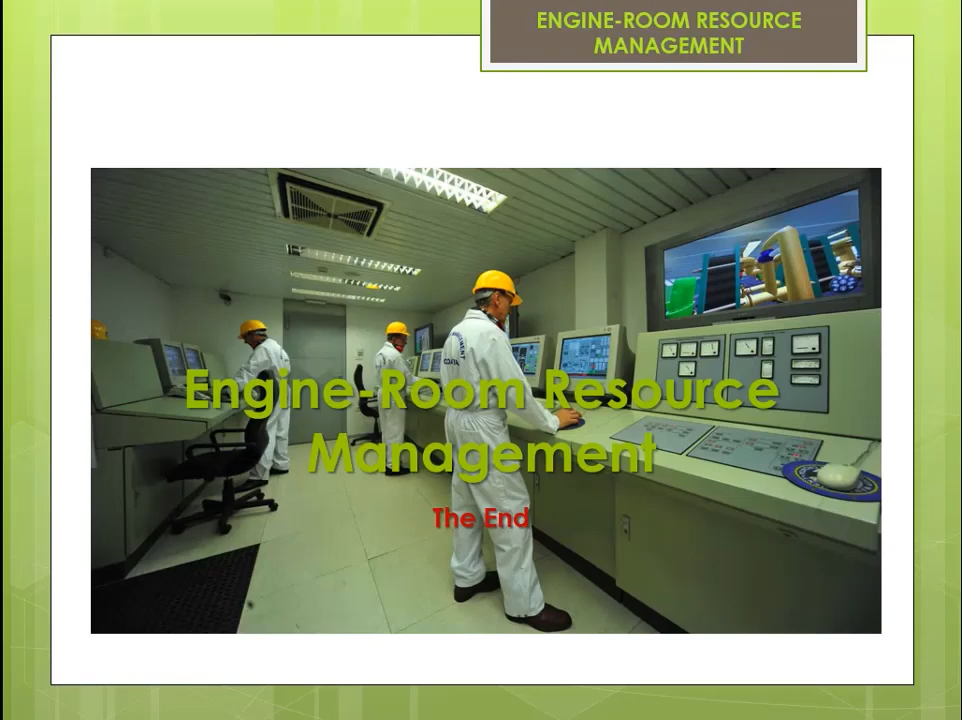 ENGINE-ROOM RESOURCE
MANAGEMENT
Engine-Room Resource
Management
The End